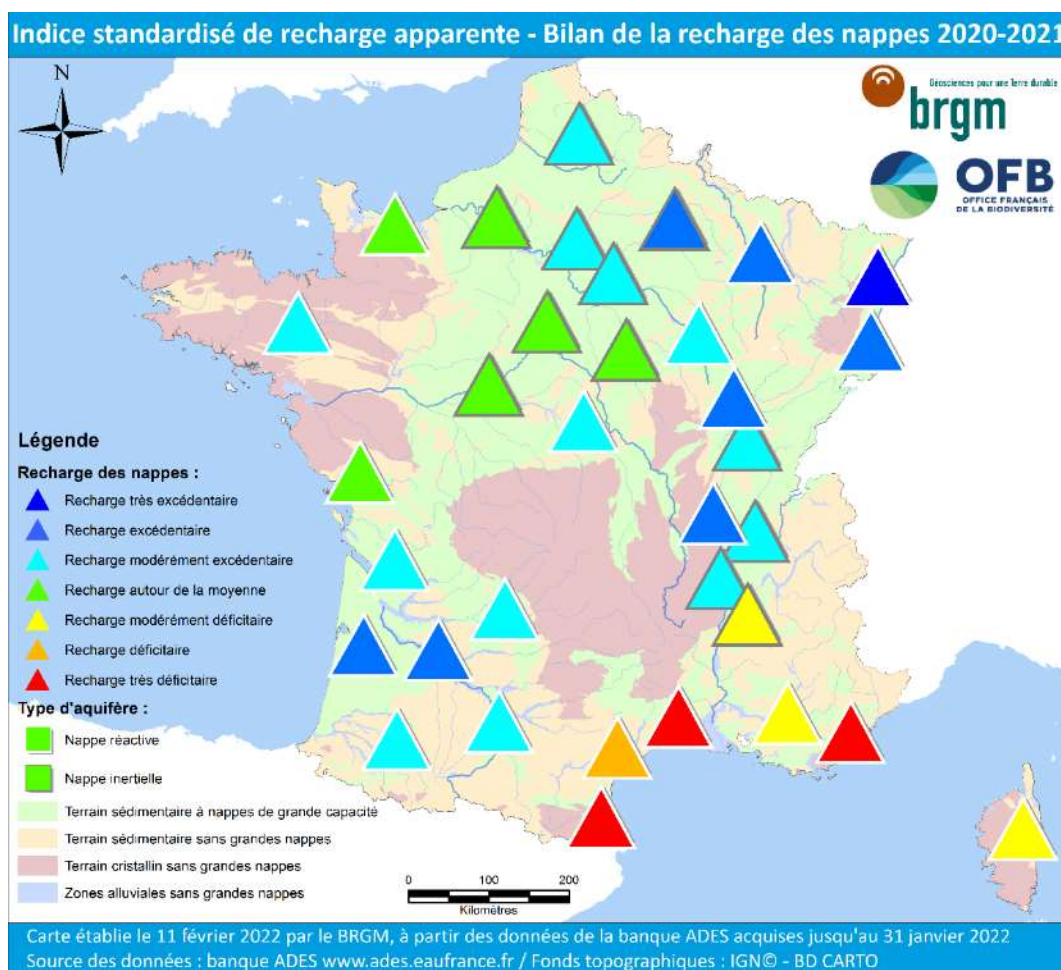 Indice standardisé de recharge apparente - Bilan de la recharge des nappes 2020-2021
N
Géosciences pour une Terre durable
brgm
OFB
OFFICE FRANÇAIS
DE LA BIODIVERSITÉ
Légende
Recharge des nappes :
Recharge très excédentaire
Recharge excédentaire
Recharge modérément excédentaire
Recharge autour de la moyenne
Recharge modérément déficitaire
Recharge déficitaire
Recharge très déficitaire
Type d'aquifère :
Nappe réactive
Nappe inertielle
Terrain sédimentaire à nappes de grande capacité
Terrain sédimentaire sans grandes nappes
Terrain cristallin sans grandes nappes
Zones alluviales sans grandes nappes
0 100 200
Kilomètres
Carte établie le 11 février 2022 par le BRGM, à partir des données de la banque ADES acquises jusqu'au 31 janvier 2022
Source des données : banque ADES www.ades.eaufrance.fr / Fonds topographiques : IGN© - BD CARTO